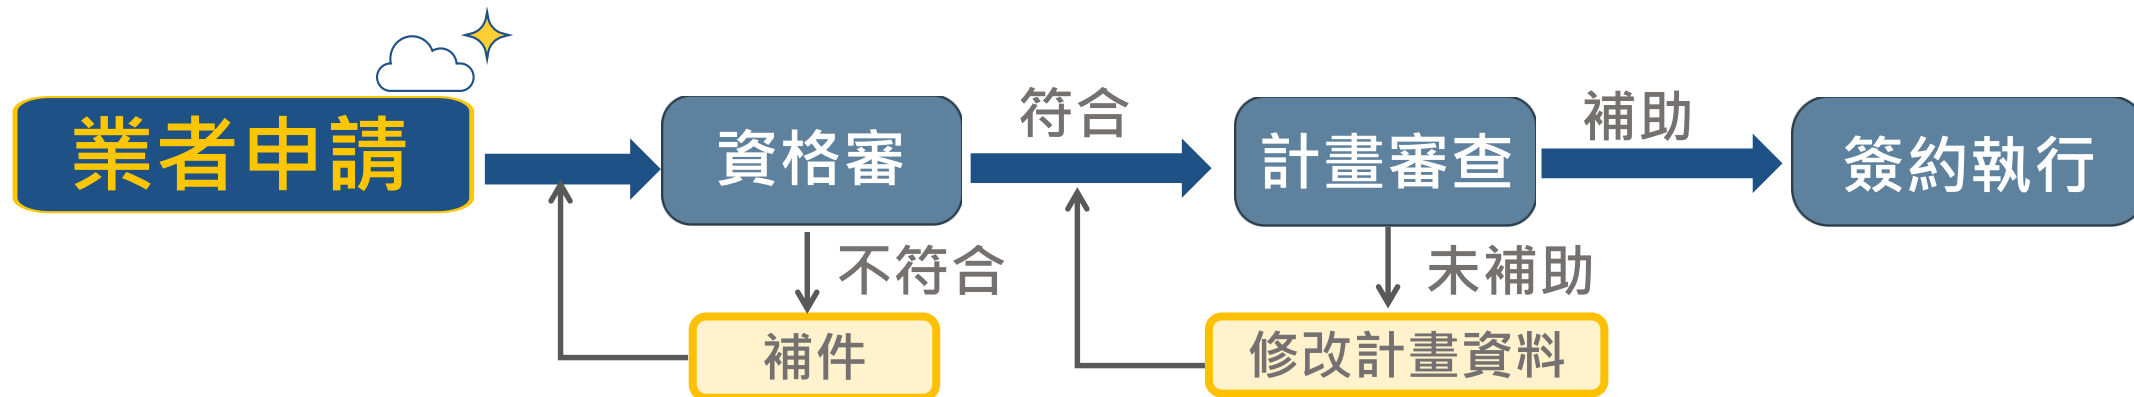 業者申請
資格審
符合
計畫審查
補助
簽約執行
不符合
未補助
補件
修改計畫資料